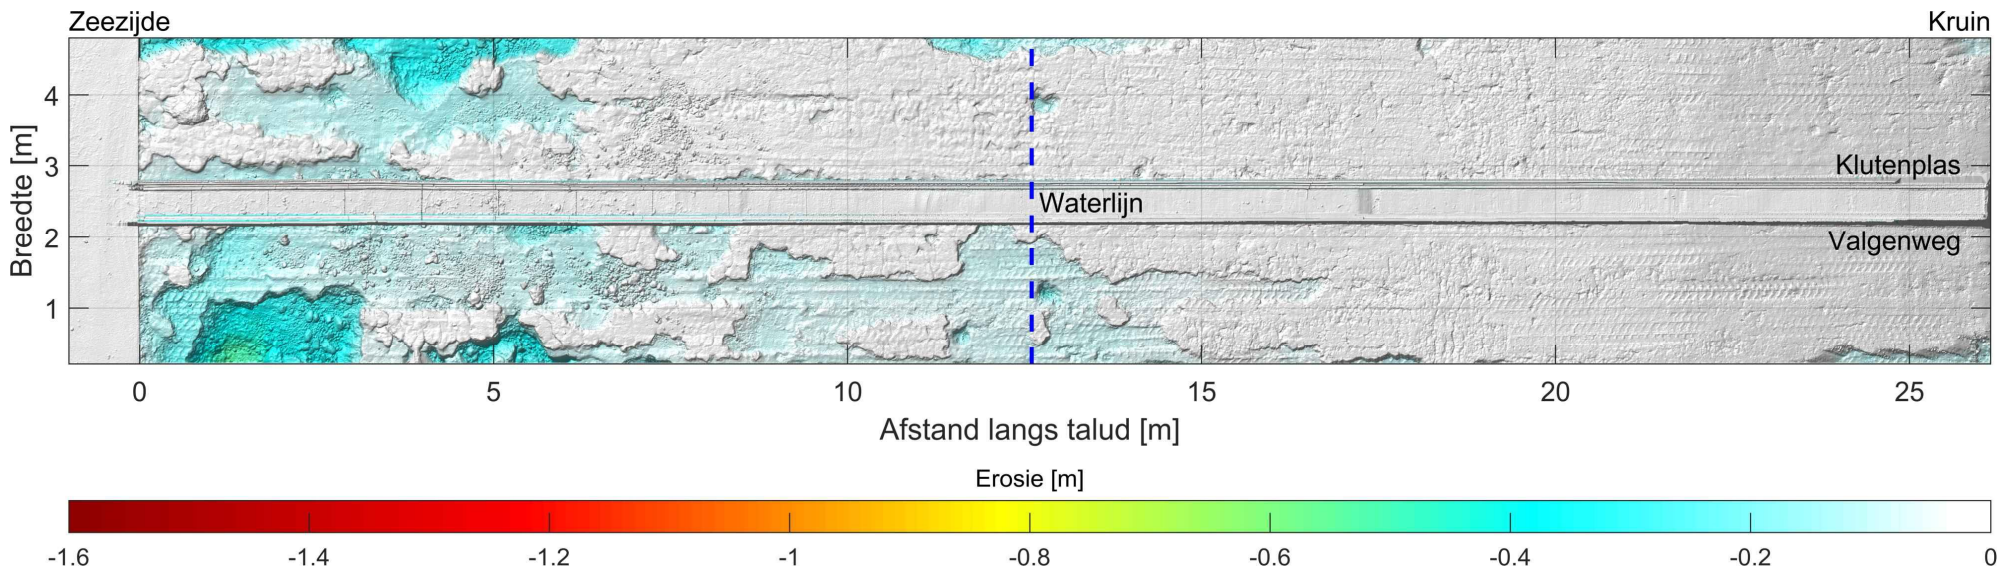 Zeezijde Kruin
4
Klutenplas
3
Waterlijn
2
Valgenweg
1
Breedte [m]
0 5 10 15 20 25
Afstand langs talud [m]
Erosie [m]
-1.6 -1.4 -1.2 -1 -0.8 -0.6 -0.4 -0.2 0